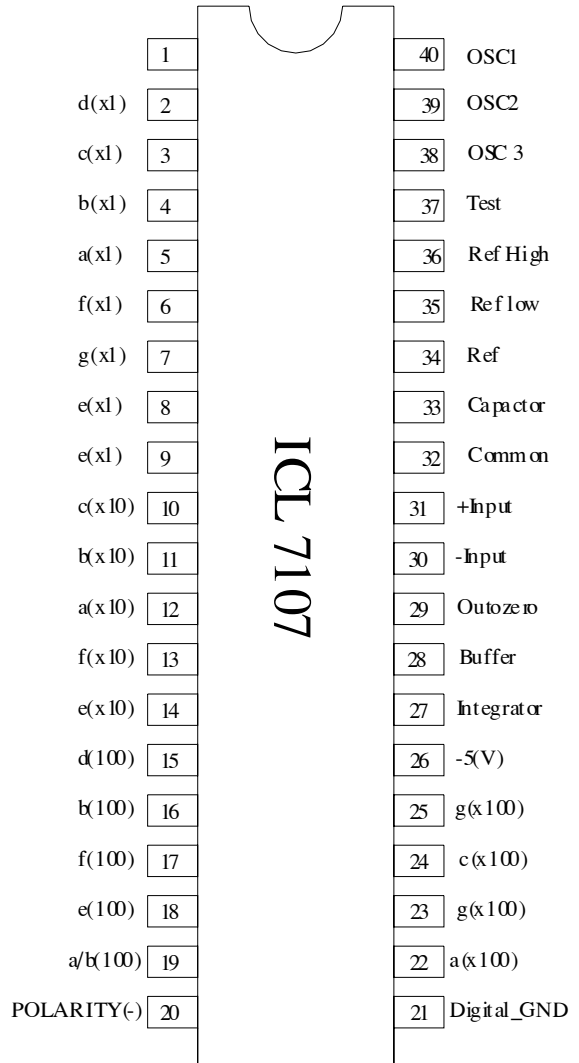 1 40 OSC1
d(x1) 2 39 OSC2
c(x1) 3 38 OSC 3
b(x1) 4 37 Test
a(x1) 5 36 Ref High
f(x1) 6 35 Ref low
g(x1) 7 34 Ref
e(x1) 8 33 Capactor
e(x1) 9 32 Common
c(x10) 10 31 +Input
b(x10) 11 30 -Input
a(x10) 12 29 Outozero
f(x10) 13 28 Buffer
e(x10) 14 27 Integrator
d(100) 15 26 -5(V)
b(100) 16 25 g(x100)
f(100) 17 24 c(x100)
e(100) 18 23 g(x100)
a/b(100) 19 22 a(x100)
POLARITY(-) 20 21 Digital_GND
ICL 7107